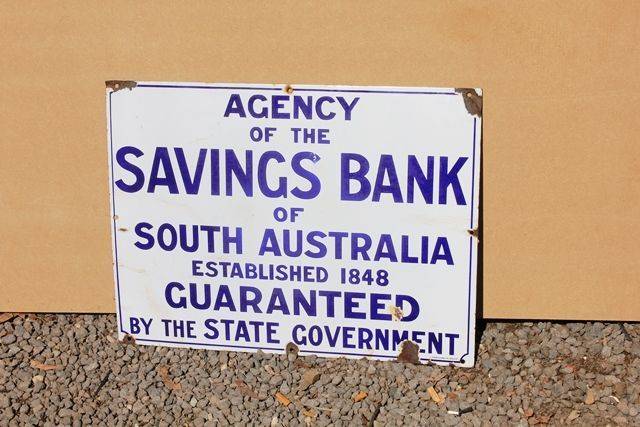 AGENCY
OF THE
SAVINGS BANK
OF
SOUTH AUSTRALIA
ESTABLISHED 1848
GUARANTEED
BY THE STATE GOVERNMENT